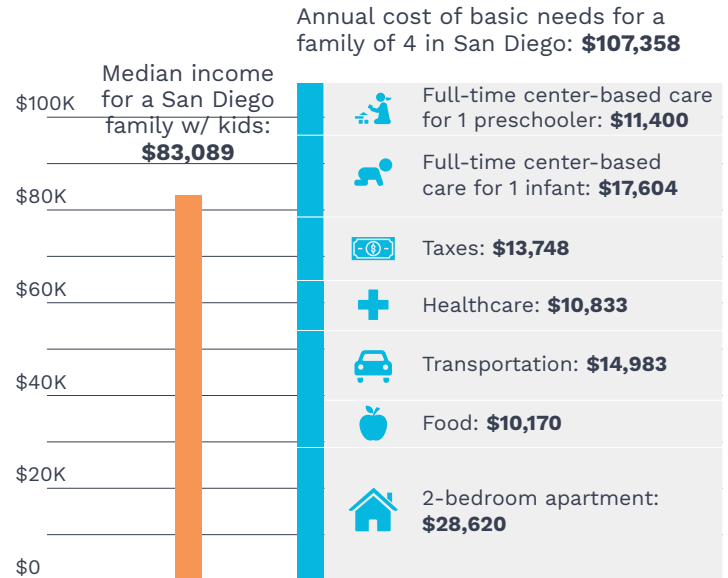 Annual cost of basic needs for a
family of 4 in San Diego: $107,358
Median income
for a San Diego
family w/ kids:
$83,089
$100K
$80K
$60K
$40K
$20K
$0
Full-time center-based care
for 1 preschooler: $11,400
Full-time center-based
care for 1 infant: $17,604
Taxes: $13,748
Healthcare: $10,833
Transportation: $14,983
Food: $10,170
2-bedroom apartment:
$28,620